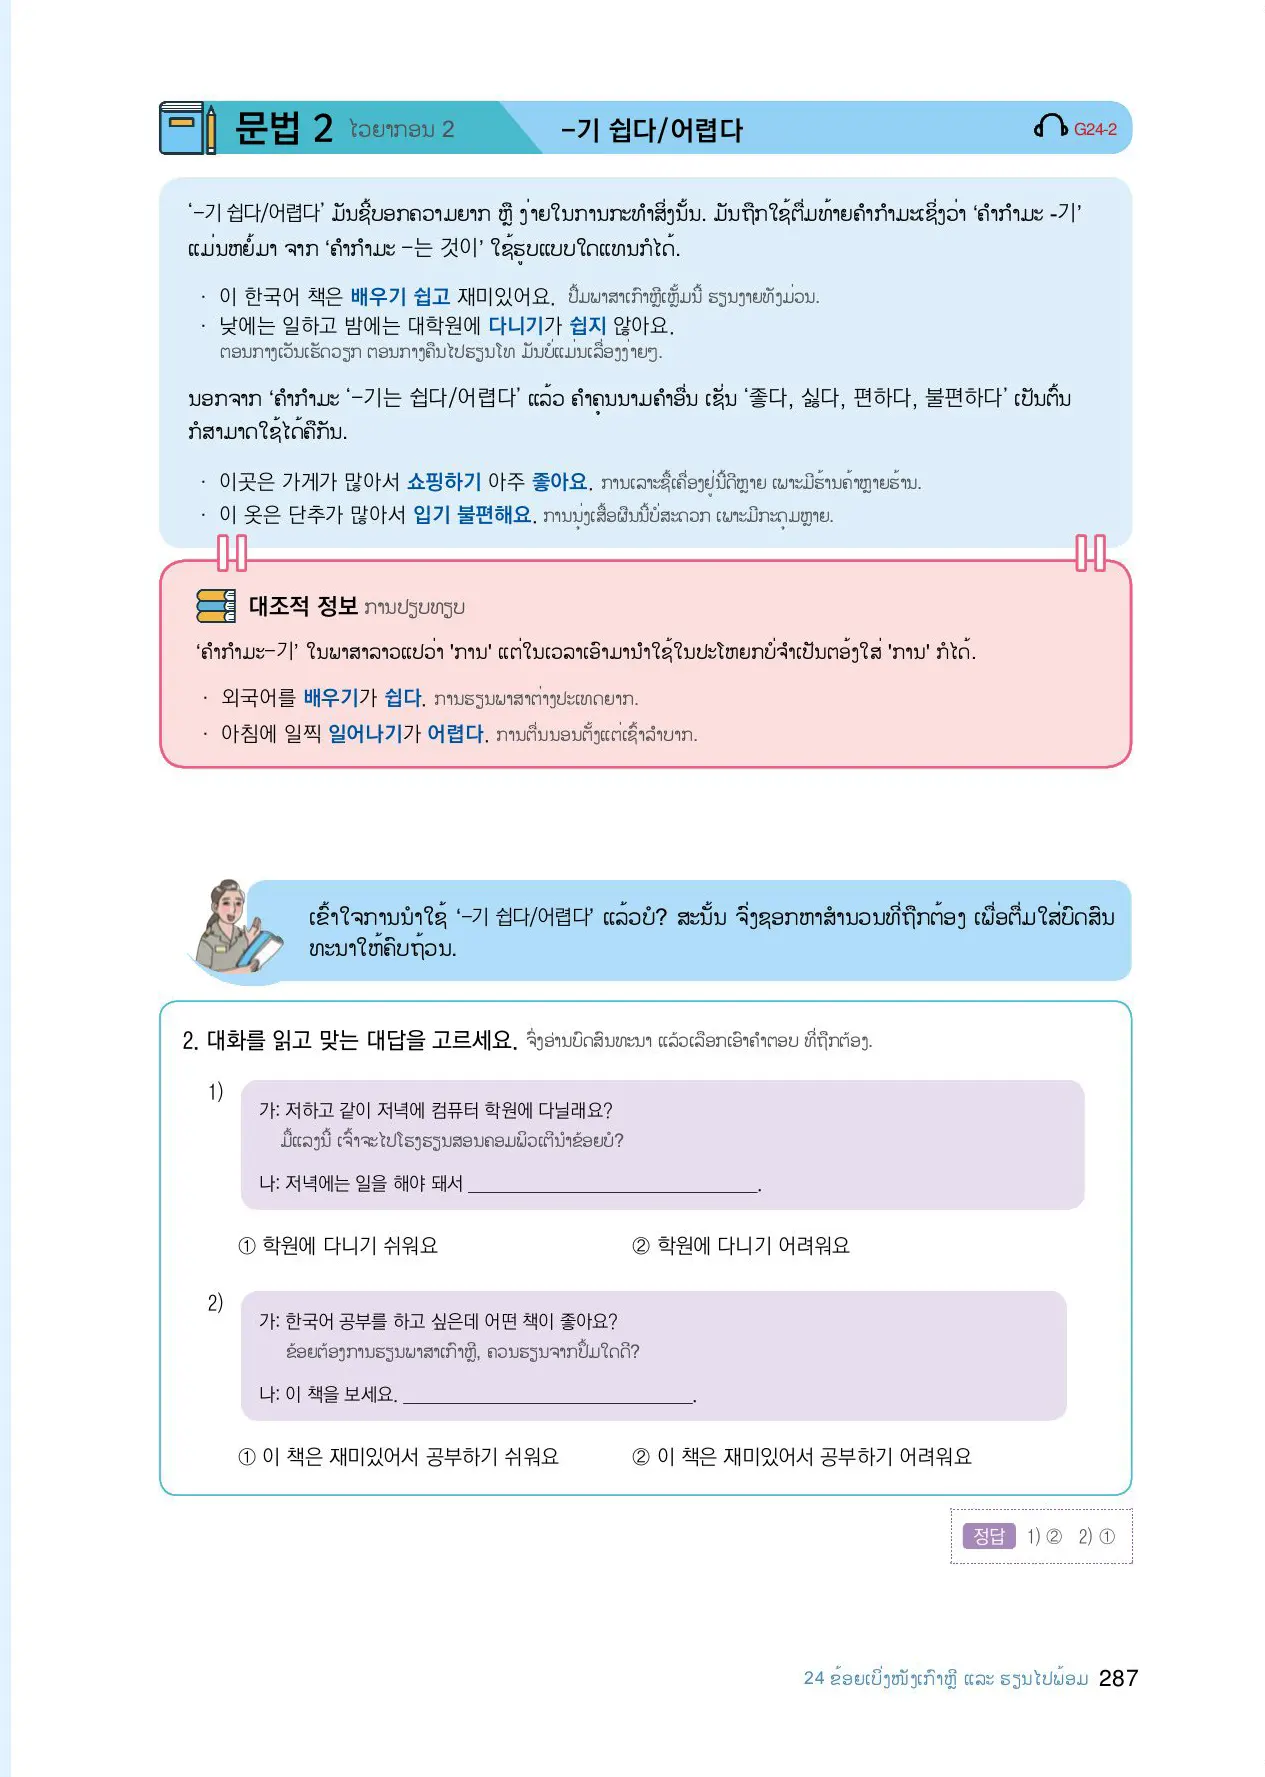 문법 2 ໄວຍາກອນ 2 -기 쉽다/어렵다 G24-2
‘-기 쉽다/어렵다’ ມັນຊີ້ບອກຄວາມຍາກ ຫຼື ງ່າຍໃນການກະທຳສິ່ງນັ້ນ. ມັນຖືກໃຊ້ຕື່ມທ້າຍຄຳກຳມະເຊິ່ງວ່າ ‘ຄຳກຳມະ -기’
ແມ່ນຫຍໍ້ມາ ຈາກ ‘ຄຳກຳມະ -는 것이’ ໃຊ້ຮູບແບບໃດແທນກໍໄດ້.
· 이 한국어 책은 배우기 쉽고 재미있어요. ປຶ້ມພາສາເກົາຫຼີເຫຼັ້ມນີ້ ຮຽນງາຍທັງມ່ວນ.
· 낮에는 일하고 밤에는 대학원에 다니기가 쉽지 않아요.
ຕອນກາງເວັນເຮັດວຽກ ຕອນກາງຄືນໄປຮຽນໂທ ມັນບໍ່ແມ່ນເລື່ອງງ່າຍໆ.
ນອກຈາກ ‘ຄຳກຳມະ ‘-기는 쉽다/어렵다’ ແລ້ວ ຄຳຄຸນນາມຄຳອື່ນ ເຊັ່ນ ‘좋다, 싫다, 편하다, 불편하다’ ເປັນຕົ້ນ
ກໍສາມາດໃຊ້ໄດ້ຄືກັນ.
· 이곳은 가게가 많아서 쇼핑하기 아주 좋아요. ການເລາະຊື້ເຄື່ອງຢູ່ນີ້ດີຫຼາຍ ເພາະມີຮ້ານຄ້າຫຼາຍຮ້ານ.
· 이 옷은 단추가 많아서 입기 불편해요. ການນຸ່ງເສື້ອຜືນນີ້ບໍ່ສະດວກ ເພາະມີກະດຸມຫຼາຍ.
대조적 정보 ການປຽບທຽບ
‘ຄຳກຳມະ-기’ ໃນພາສາລາວແປວ່າ 'ການ' ແຕ່ໃນເວລາເອົາມານຳໃຊ້ໃນປະໂຫຍກບໍ່ຈຳເປັນຕອ້ງໃສ່ 'ການ' ກໍໄດ້.
· 외국어를 배우기가 쉽다. ການຮຽນພາສາຕ່າງປະເທດຍາກ.
· 아침에 일찍 일어나기가 어렵다. ການຕື່ນນອນຕັ້ງແຕ່ເຊົ້າລຳບາກ.
ເຂົ້າໃຈການນຳໃຊ້ ‘-기 쉽다/어렵다’ ແລ້ວບໍ? ສະນັ້ນ ຈົ່ງຊອກຫາສຳນວນທີ່ຖືກຕ້ອງ ເພື່ອຕື່ມໃສ່ບົດສົນ
ທະນາໃຫ້ຄົບຖ້ວນ.
2. 대화를 읽고 맞는 대답을 고르세요. ຈົ່ງອ່ານບົດສົນທະນາ ແລ້ວເລືອກເອົາຄຳຕອບ ທີ່ຖືກຕ້ອງ.
1)
가: 저하고 같이 저녁에 컴퓨터 학원에 다닐래요?
ມື້ແລງນີ້ ເຈົ້າຈະໄປໂຮງຮຽນສອນຄອມພິວເຕີນຳຂ້ອຍບໍ?
나: 저녁에는 일을 해야 돼서 ____________________.
① 학원에 다니기 쉬워요 ② 학원에 다니기 어려워요
2)
가: 한국어 공부를 하고 싶은데 어떤 책이 좋아요?
ຂ້ອຍຕ້ອງການຮຽນພາສາເກົາຫຼີ, ຄວນຮຽນຈາກປຶ້ມໃດດີ?
나: 이 책을 보세요. ____________________.
① 이 책은 재미있어서 공부하기 쉬워요 ② 이 책은 재미있어서 공부하기 어려워요
정답 1) ② 2) ①
24 ຂ້ອຍເບິ່ງໜັງເກົາຫຼີ ແລະ ຮຽນໄປພ້ອມ 287